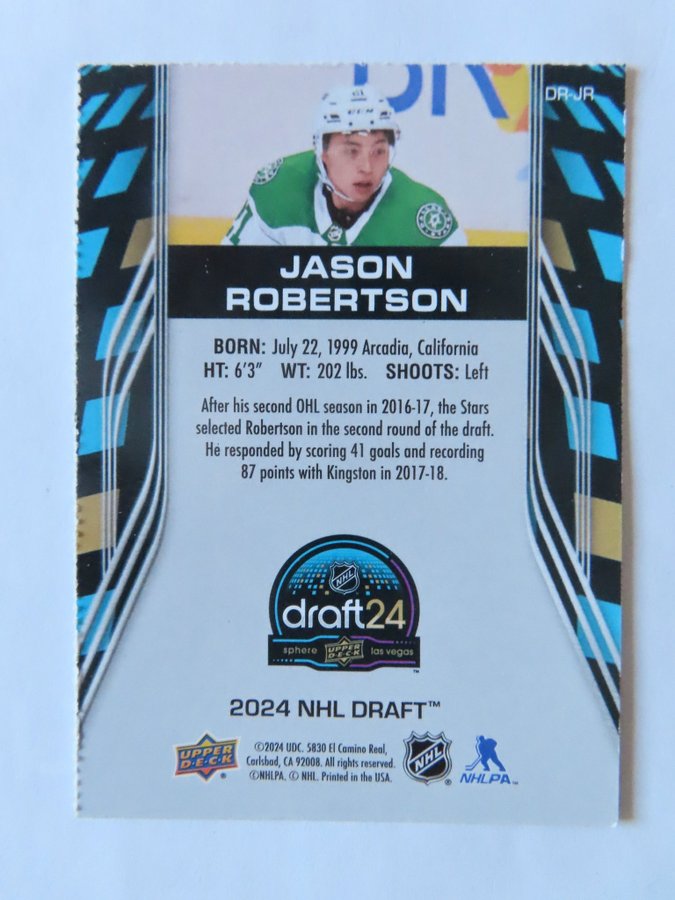 DR-JR
21
CCM
JASON
ROBERTSON
BORN: July 22, 1999 Arcadia, California
HT: 6'3" WT: 202 lbs. SHOOTS: Left
After his second OHL season in 2016-17, the Stars
selected Robertson in the second round of the draft.
He responded by scoring 41 goals and recording
87 points with Kingston in 2017-18.
NHL
draft24
sphere UPPER DECK las vegas
™
2024 NHL DRAFT™
UPPER DECK ®
©2024 UDC. 5830 El Camino Real,
Carlsbad, CA 92008. All rights reserved.
©NHLPA. © NHL. Printed in the USA.
NHL ®
NHLPA™